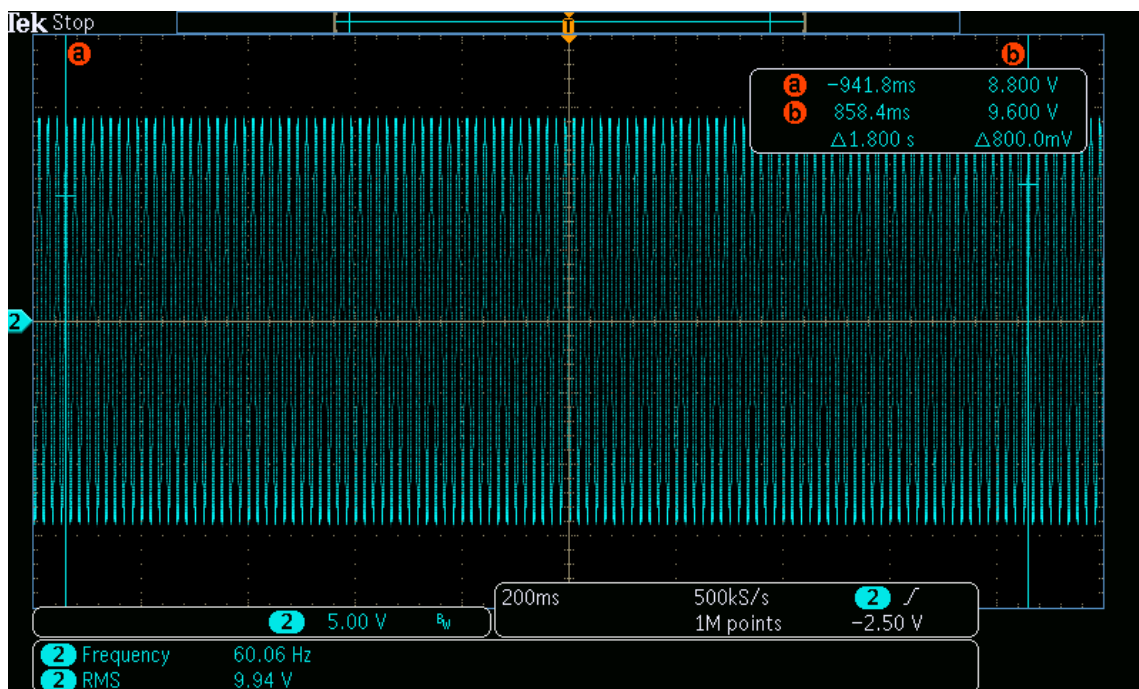 Tek Stop
T
a
b
a −941.8ms 8.800 V
b 858.4ms 9.600 V
Δ1.800 s Δ800.0mV
2
2 5.00 V BW
200ms 500kS/s 2
1M points −2.50 V
2 Frequency 60.06 Hz
2 RMS 9.94 V